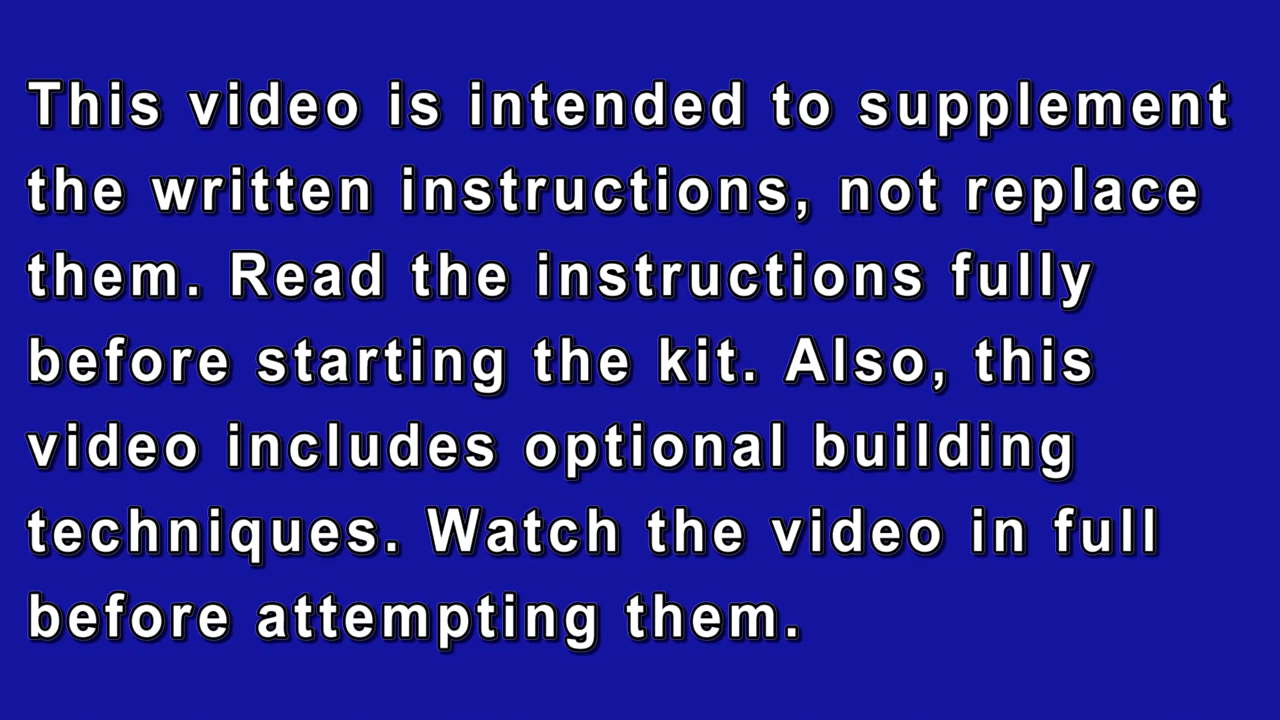 This video is intended to supplement
the written instructions, not replace
them. Read the instructions fully
before starting the kit. Also, this
video includes optional building
techniques. Watch the video in full
before attempting them.